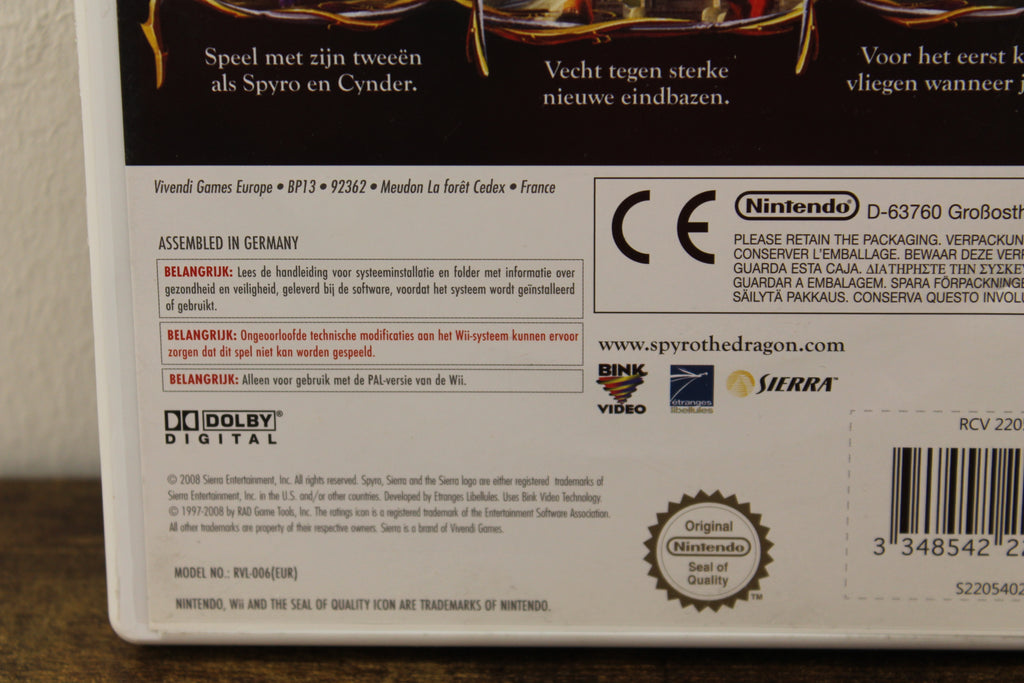 Speel met zijn tweeën
als Spyro en Cynder.
Vecht tegen sterke
nieuwe eindbazen.
Voor het eerst
vliegen wanneer
Vivendi Games Europe • BP13 • 92362 • Meudon La forêt Cedex • France
ASSEMBLED IN GERMANY
BELANGRIJK: Lees de handleiding voor systeeminstallatie en folder met informatie over
gezondheid en veiligheid, geleverd bij de software, voordat het systeem wordt geïnstalleerd
of gebruikt.
BELANGRIJK: Ongeoorloofde technische modificaties aan het Wii-systeem kunnen ervoor
zorgen dat dit spel niet kan worden gespeeld.
BELANGRIJK: Alleen voor gebruik met de PAL-versie van de Wii.
DOLBY®
DIGITAL
CE
Nintendo® D-63760
PLEASE RETAIN THE PACKAGING.
CONSERVER L'EMBALLAGE. BEWAAR DEZE
GUARDA ESTA CAJA. ΔΙΑΤΗΡΗΣΤΕ ΤΗΝ
GUARDAR A EMBALAGEM. SPARA
SÄILYTÄ PAKKAUS. CONSERVA QUESTO
www.spyrothedragon.com
BINK
VIDEO
étranges
libellules
SIERRA™
© 2008 Sierra Entertainment, Inc. All rights reserved. Spyro, Sierra and the Sierra logo are either registered trademarks of
Sierra Entertainment, Inc. in the U.S. and/or other countries. Developed by Etranges Libellules. Uses Bink Video Technology.
© 1997-2008 by RAD Game Tools, Inc. The ratings icon is a registered trademark of the Entertainment Software Association.
All other trademarks are property of their respective owners. Sierra is a brand of Vivendi Games.
MODEL NO.: RVL-006(EUR)
NINTENDO, Wii AND THE SEAL OF QUALITY ICON ARE TRADEMARKS OF NINTENDO.
Original
Nintendo
Seal of
Quality
TM
RCV
3 348542